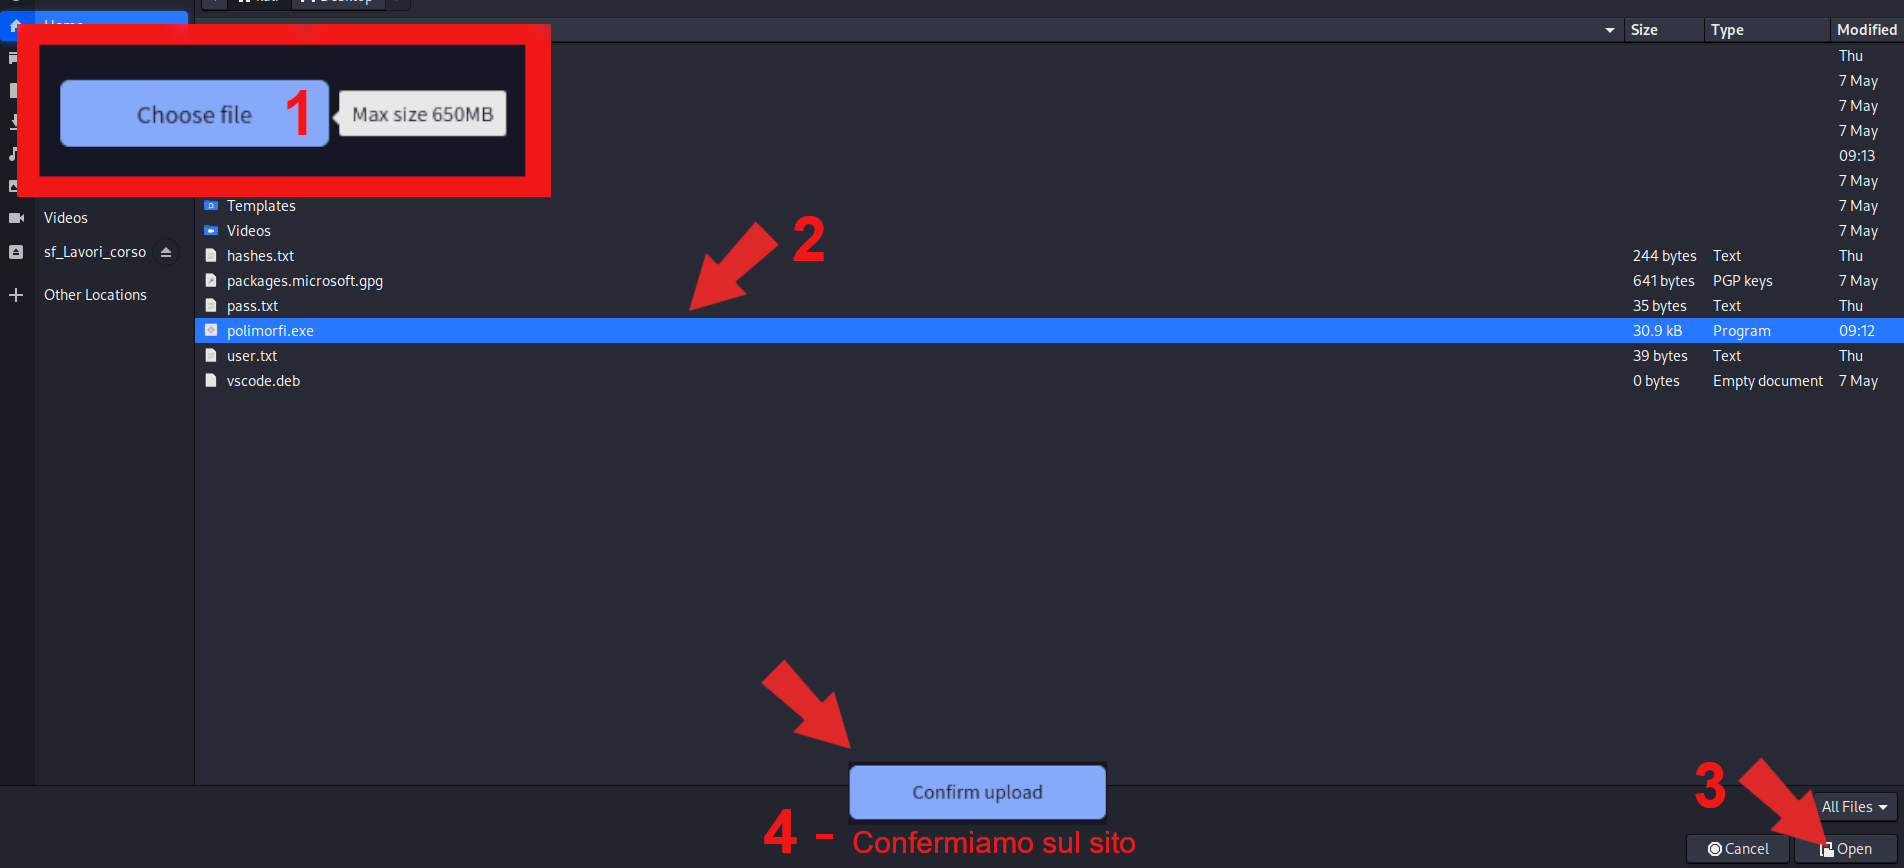 Size Type Modified
Thu
7 May
7 May
7 May
09:13
7 May
Choose file 1 Max size 650MB
Templates 7 May
Videos
Videos 7 May
2
sf_Lavori_corso
hashes.txt 244 bytes Text Thu
packages.microsoft.gpg 641 bytes PGP keys 7 May
Other Locations
pass.txt 35 bytes Text Thu
polimorfi.exe 30.9 kB Program 09:12
user.txt 39 bytes Text Thu
vscode.deb 0 bytes Empty document 7 May
Confirm upload
3
All Files
4 - Confermiamo sul sito
Cancel Open